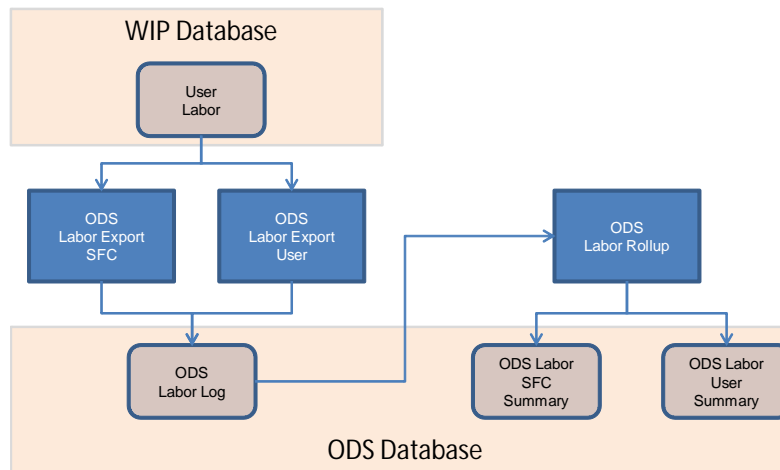 WIP Database
User
Labor
ODS
Labor Export
SFC
ODS
Labor Export
User
ODS
Labor Rollup
ODS
Labor Log
ODS Labor
SFC
Summary
ODS Labor
User
Summary
ODS Database